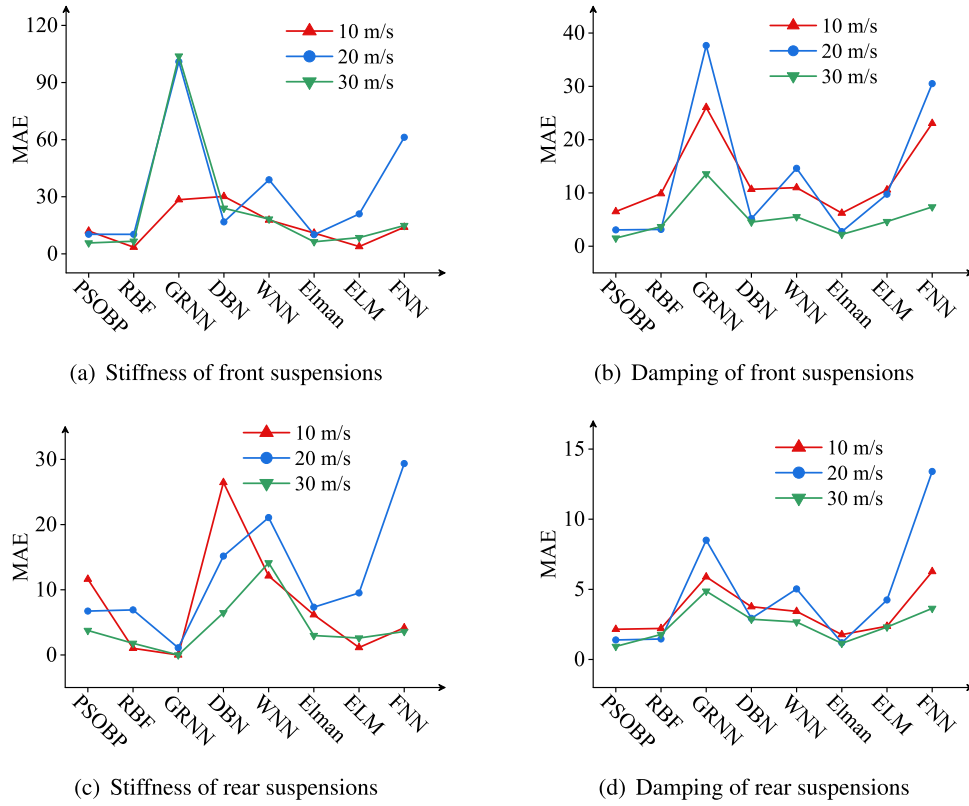 120
90
60
30
0
MAE
10 m/s
20 m/s
30 m/s
PSOBP
RBF
GRNN
DBN
WNN
Elman
ELM
FNN
(a) Stiffness of front suspensions
40
30
20
10
0
MAE
10 m/s
20 m/s
30 m/s
PSOBP
RBF
GRNN
DBN
WNN
Elman
ELM
FNN
(b) Damping of front suspensions
30
20
10
0
MAE
10 m/s
20 m/s
30 m/s
PSOBP
RBF
GRNN
DBN
WNN
Elman
ELM
FNN
(c) Stiffness of rear suspensions
15
10
5
0
MAE
10 m/s
20 m/s
30 m/s
PSOBP
RBF
GRNN
DBN
WNN
Elman
ELM
FNN
(d) Damping of rear suspensions